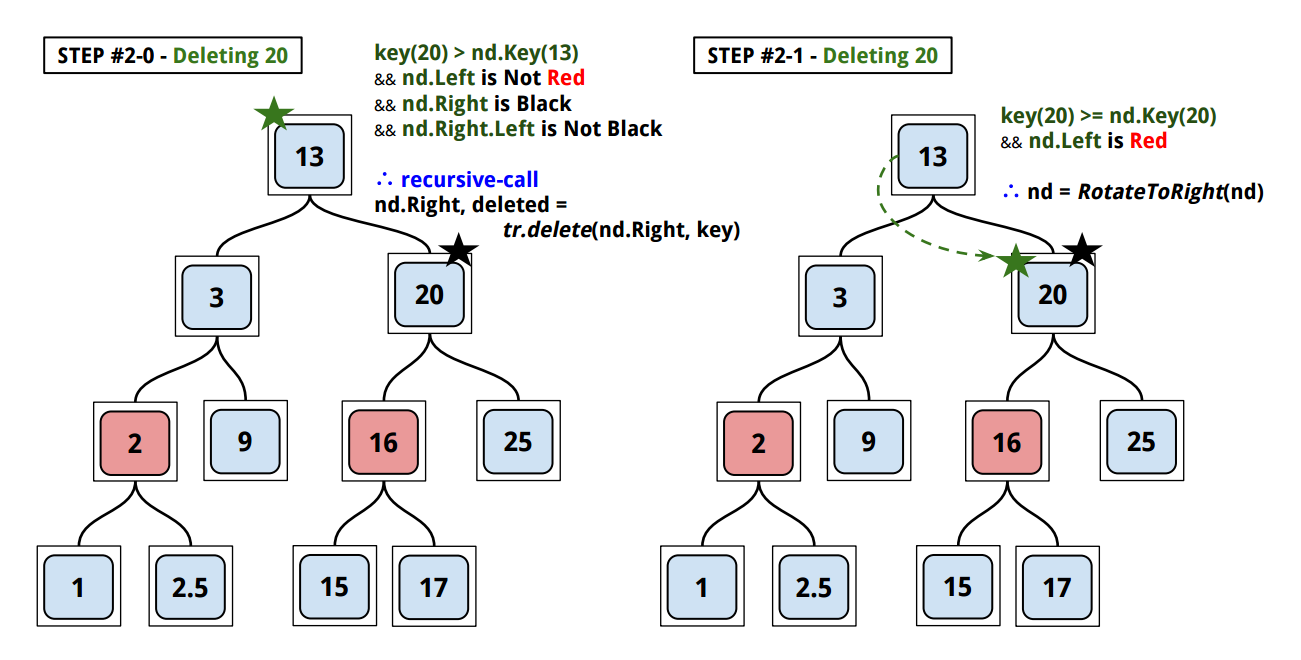 STEP #2-0 - Deleting 20
key(20) > nd.Key(13)
&& nd.Left is Not Red
&& nd.Right is Black
&& nd.Right.Left is Not Black
∴ recursive-call
nd.Right, deleted =
tr.delete(nd.Right, key)
13
3
20
2
9
16
25
1
2.5
15
17
STEP #2-1 - Deleting 20
key(20) >= nd.Key(20)
&& nd.Left is Red
∴ nd = RotateToRight(nd)
13
3
20
2
9
16
25
1
2.5
15
17